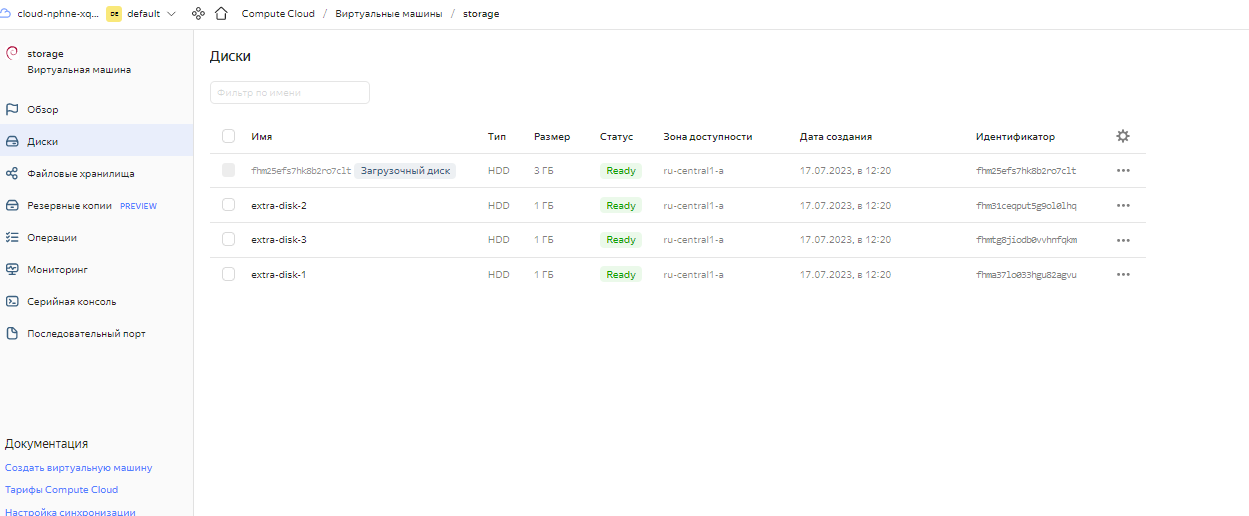 cloud-nphne-xq... DE default Compute Cloud / Виртуальные машины / storage
storage
Виртуальная машина
Обзор
Диски
Файловые хранилища
Резервные копии PREVIEW
Операции
Мониторинг
Серийная консоль
Последовательный порт
Документация
Создать виртуальную машину
Тарифы Compute Cloud
Настройка синхронизации
Диски
Фильтр по имени
Имя Тип Размер Статус Зона доступности Дата создания Идентификатор
fhm25efs7hk8b2ro7clt Загрузочный диск HDD 3 ГБ Ready ru-central1-a 17.07.2023, в 12:20 fhm25efs7hk8b2ro7clt
extra-disk-2 HDD 1 ГБ Ready ru-central1-a 17.07.2023, в 12:20 fhm31ceqput5g9ol0lhq
extra-disk-3 HDD 1 ГБ Ready ru-central1-a 17.07.2023, в 12:20 fhmtg8jiodb0vvhmfqkm
extra-disk-1 HDD 1 ГБ Ready ru-central1-a 17.07.2023, в 12:20 fhma37lo033hgu82agvu